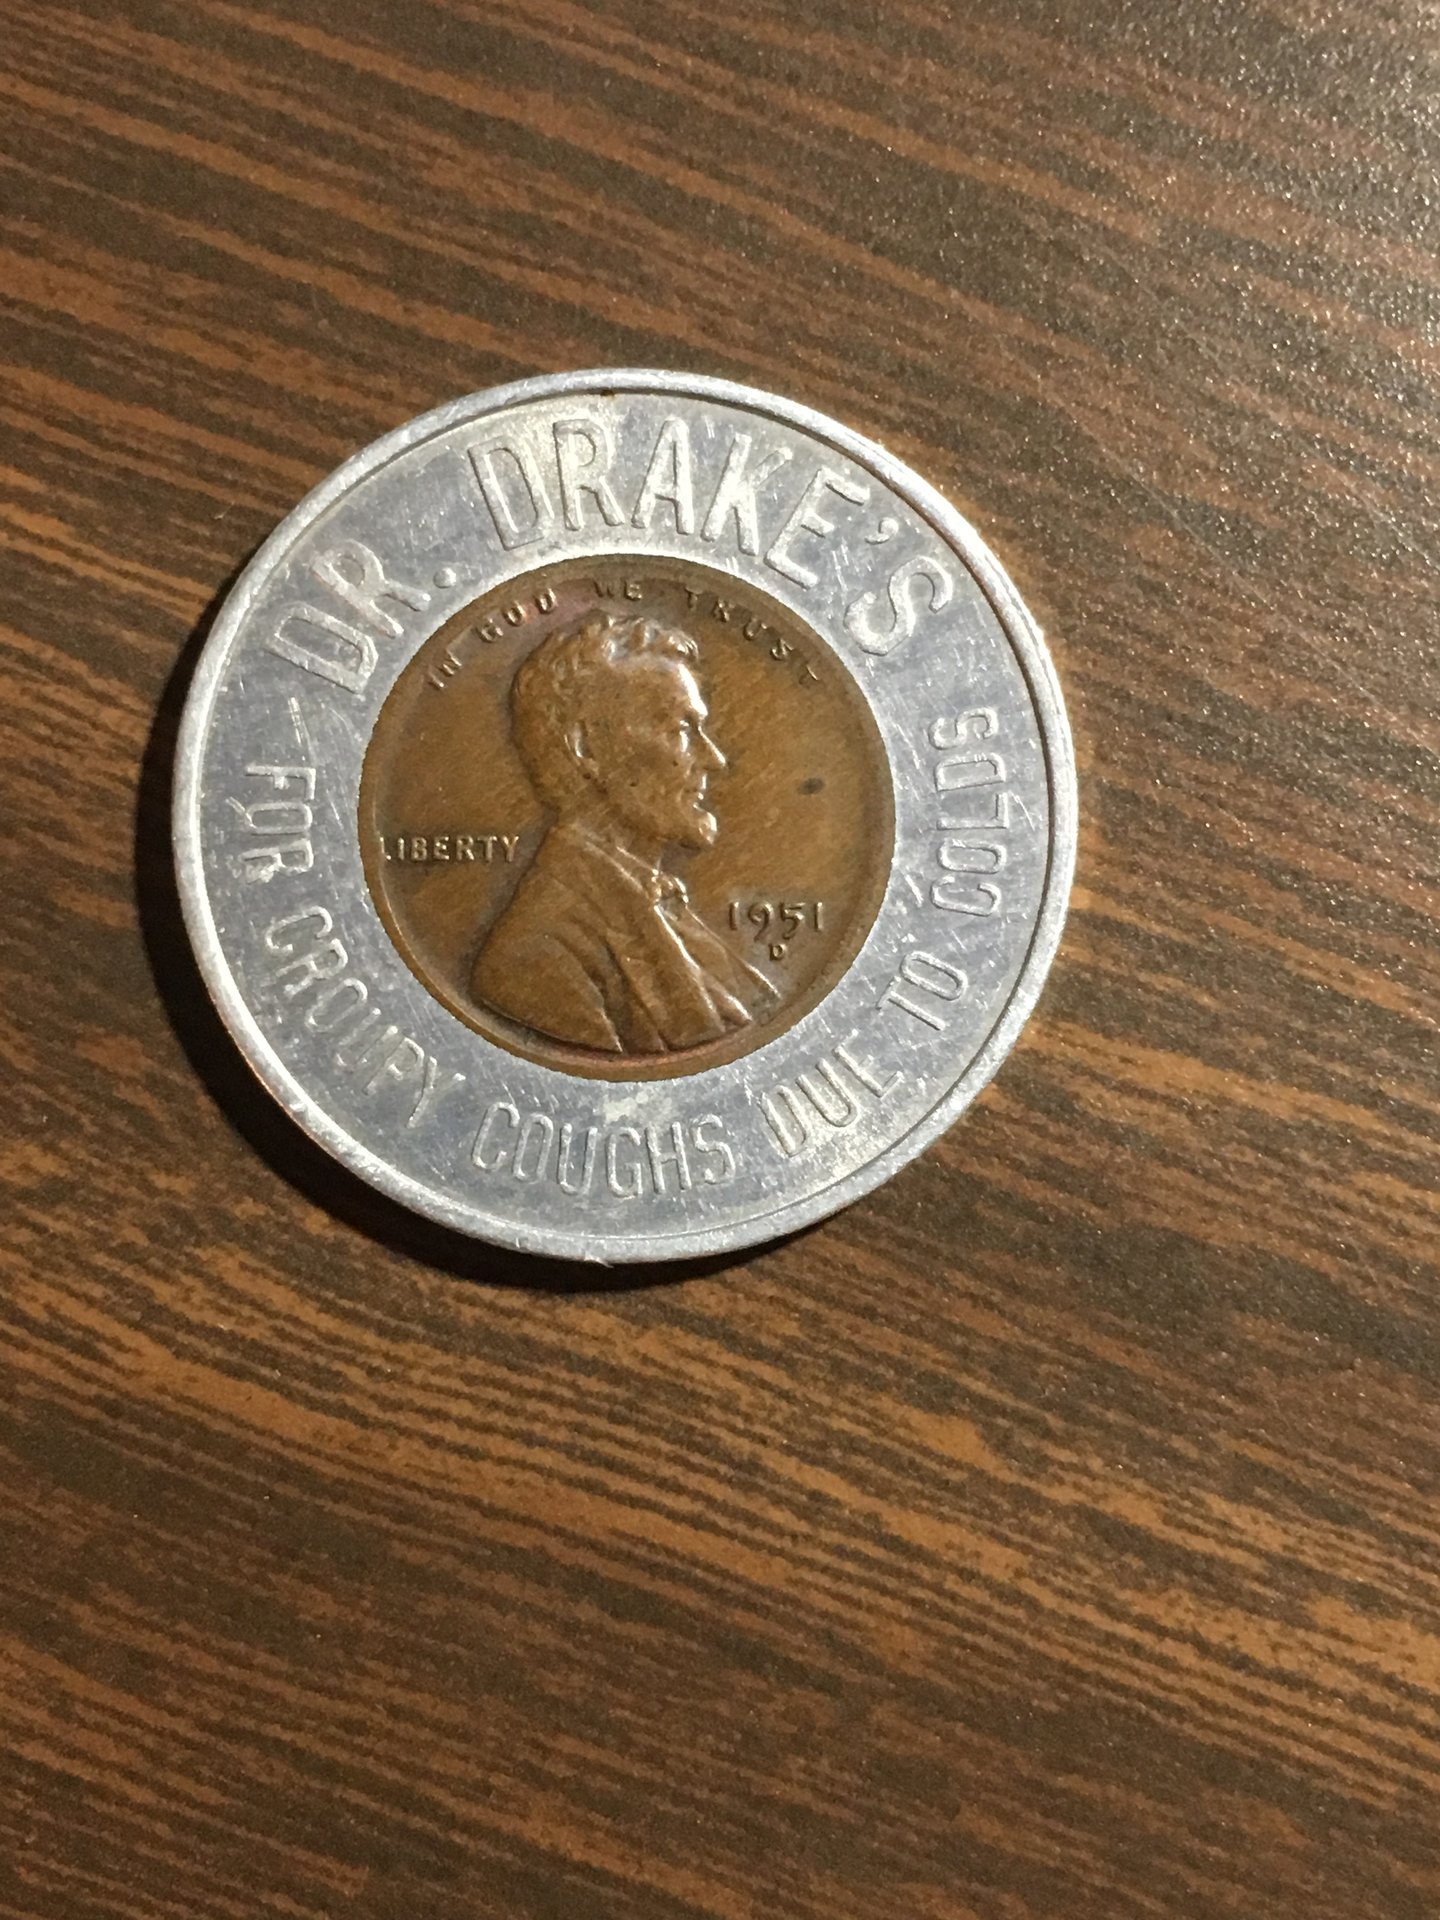 DR. DRAKE'S
FOR CROUPY COUGHS DUE TO COLDS
IN GOD WE TRUST
LIBERTY
1951
D